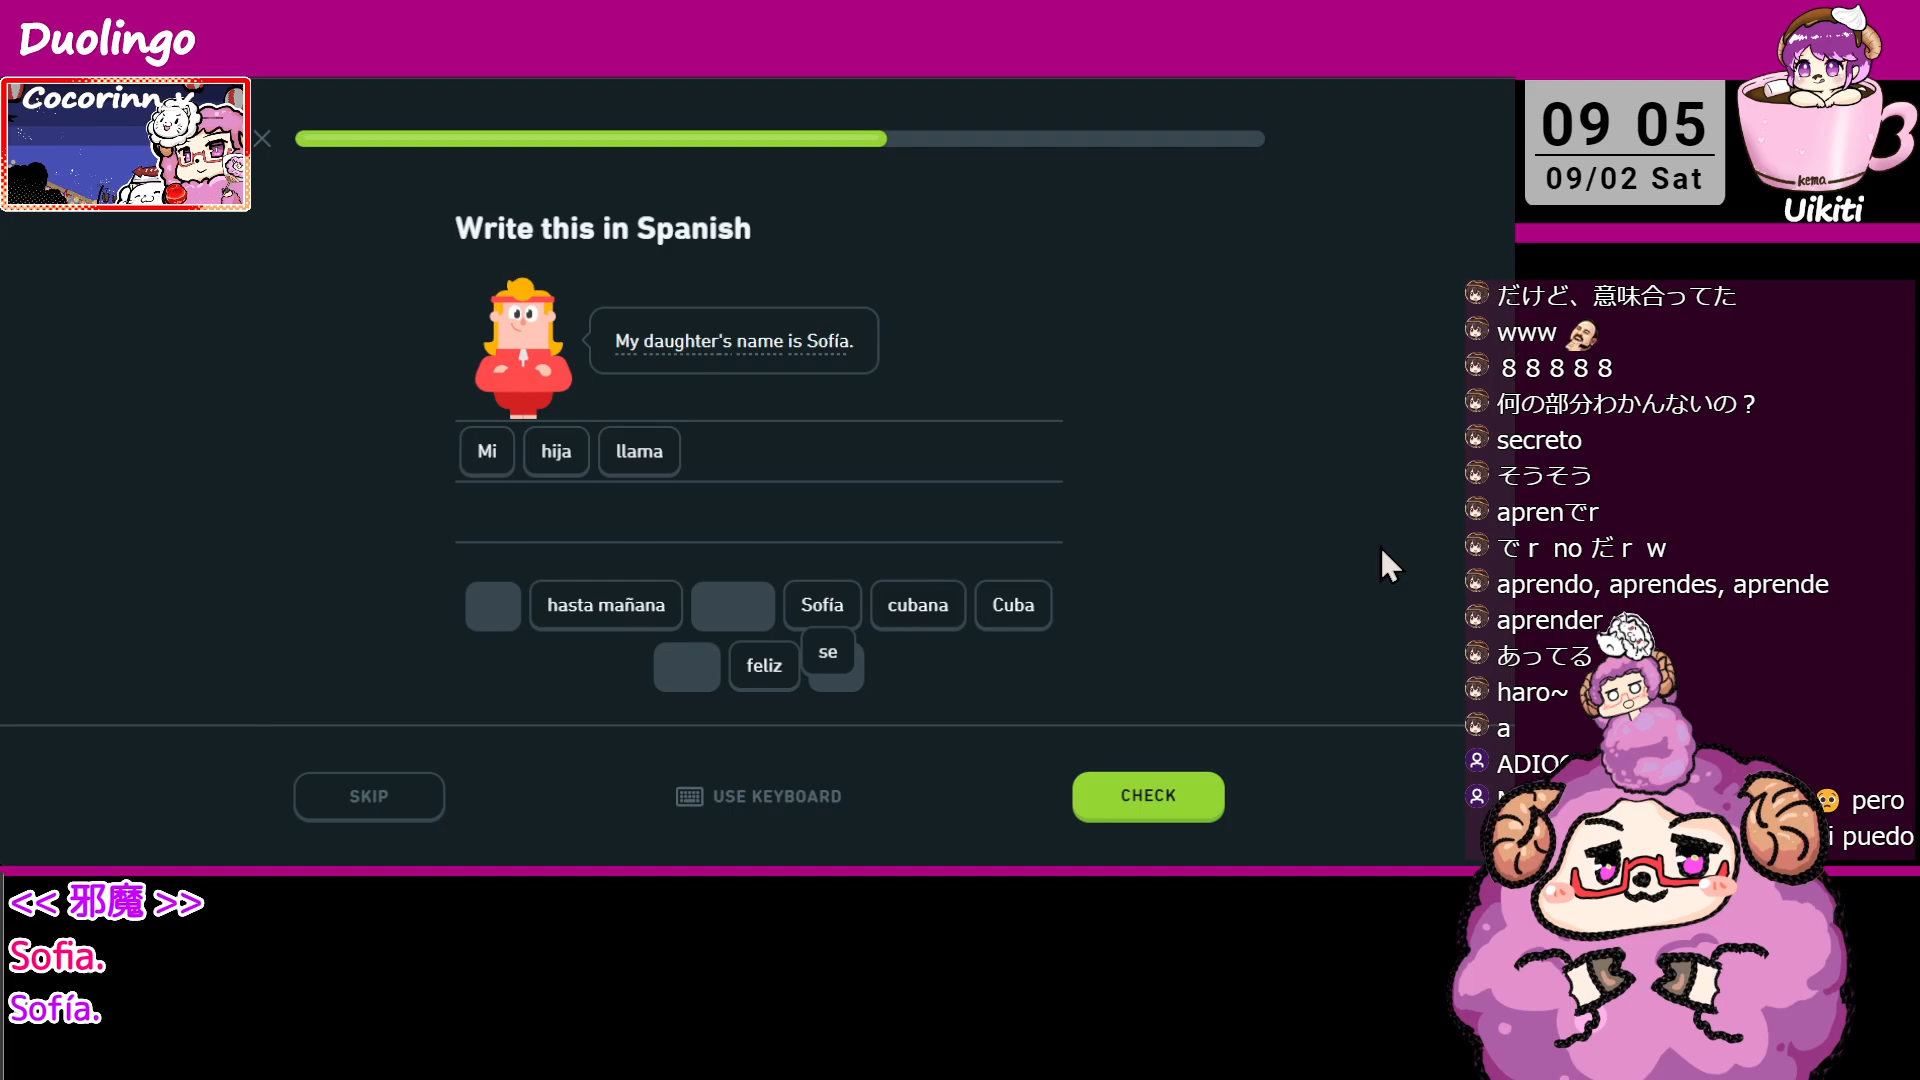 Duolingo
Cocorinn_y
09 05
09/02 Sat
kema
Uikiti
Write this in Spanish
My daughter's name is Sofía.
Mi
hija
llama
hasta mañana
Sofía
cubana
Cuba
feliz
se
SKIP
USE KEYBOARD
CHECK
だけど、意味合ってた
www
８８８８８
何の部分わかんないの？
secreto
そうそう
aprenでr
でｒ no だｒ ｗ
aprendo, aprendes, aprende
aprender
あってる
haro~
a
pero
i puedo
<< 邪魔 >>
Sofia.
Sofía.